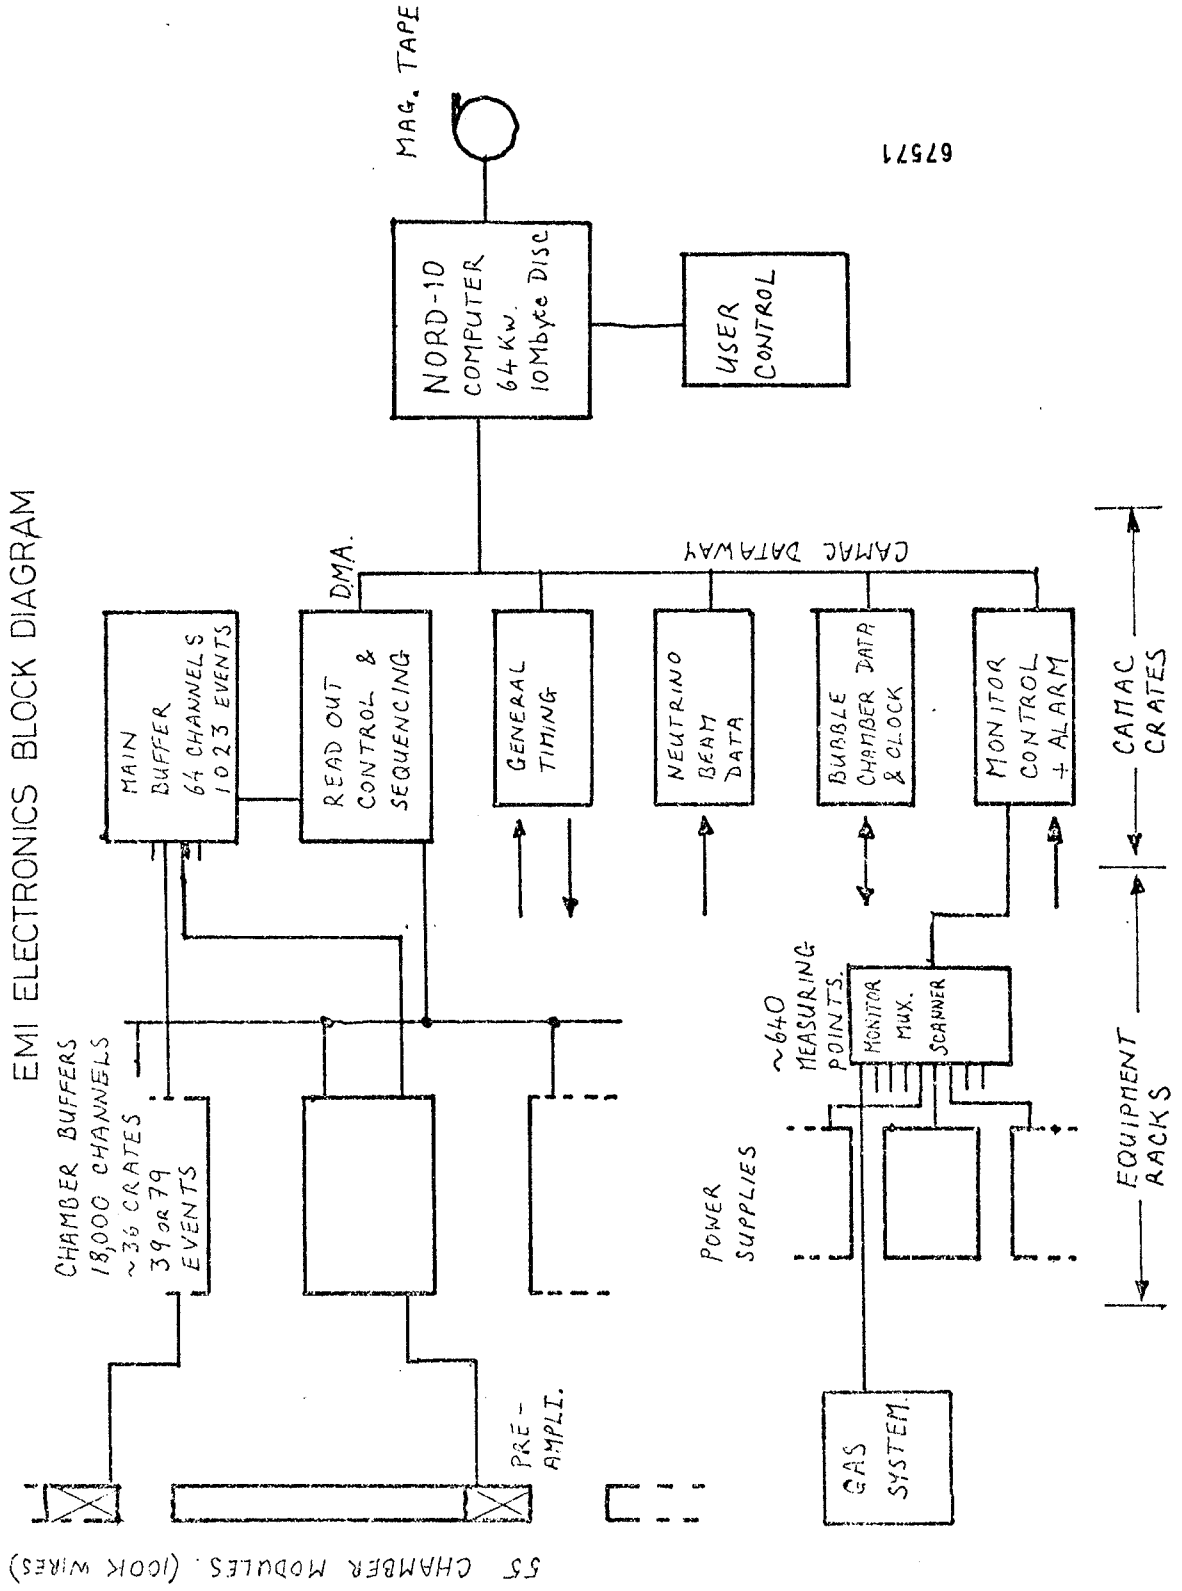 EMI ELECTRONICS BLOCK DIAGRAM
55 CHAMBER MODULES. (100K WIRES)
PRE-
AMPLI.
CHAMBER BUFFERS
18,000 CHANNELS
~36 CRATES
39 OR 79
EVENTS
MAIN
BUFFER
64 CHANNELS
1023 EVENTS
READ OUT
CONTROL &
SEQUENCING
D.M.A.
GENERAL
TIMING
NEUTRINO
BEAM
DATA
BUBBLE
CHAMBER DATA
& CLOCK
MONITOR
CONTROL
+ ALARM
CAMAC DATAWAY
NORD-10
COMPUTER
64 Kw.
10Mbyte DISC
MAG. TAPE
USER
CONTROL
GAS
SYSTEM.
POWER
SUPPLIES
~640
MEASURING
POINTS.
MONITOR
MUX.
SCANNER
EQUIPMENT
RACKS
CAMAC
CRATES
67571